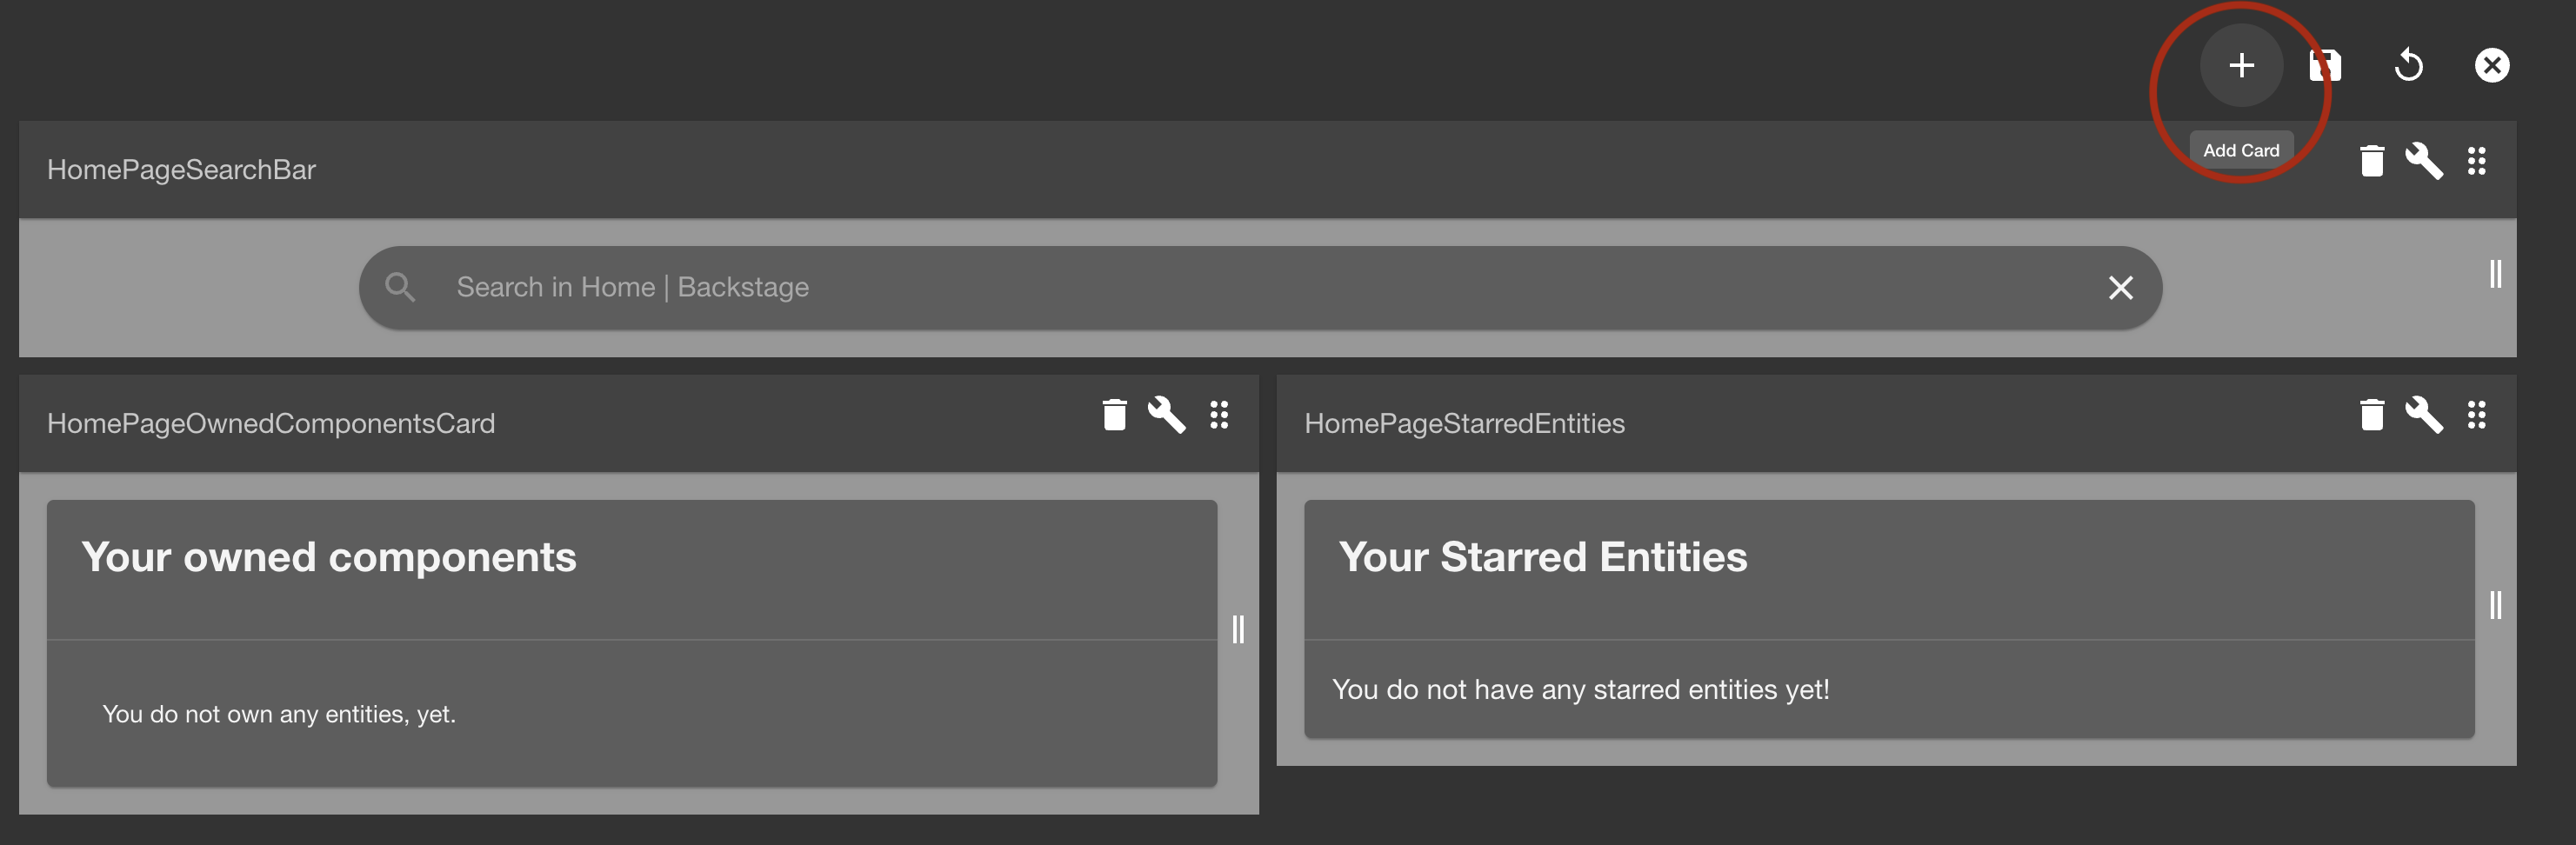 Add Card
HomePageSearchBar
Search in Home | Backstage
HomePageOwnedComponentsCard
Your owned components
You do not own any entities, yet.
HomePageStarredEntities
Your Starred Entities
You do not have any starred entities yet!